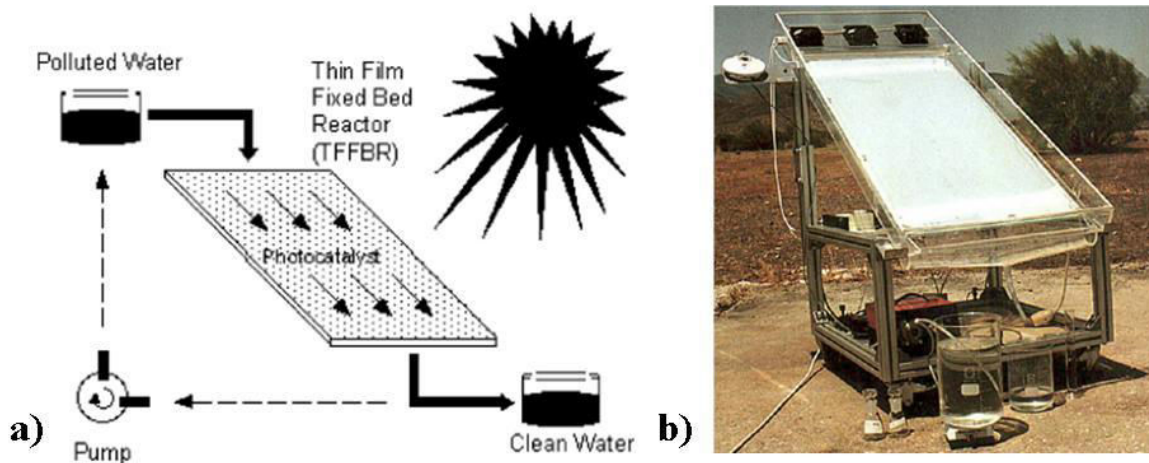 Polluted Water
Thin Film
Fixed Bed
Reactor
(TFFBR)
Photocatalyst
Pump
Clean Water
a)
b)